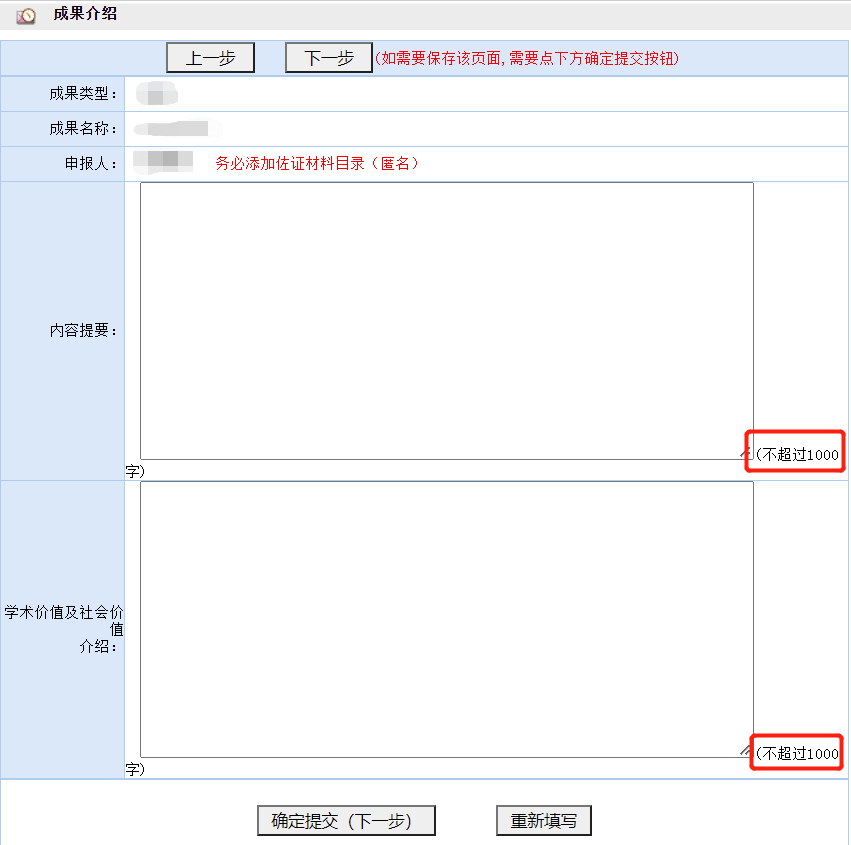 成果介绍
上一步 下一步 (如需要保存该页面,需要点下方确定提交按钮)
成果类型：
成果名称：
申报人： 务必添加佐证材料目录（匿名）
内容提要：
(不超过1000
字)
学术价值及社会价
值
介绍：
(不超过1000
字)
确定提交（下一步） 重新填写